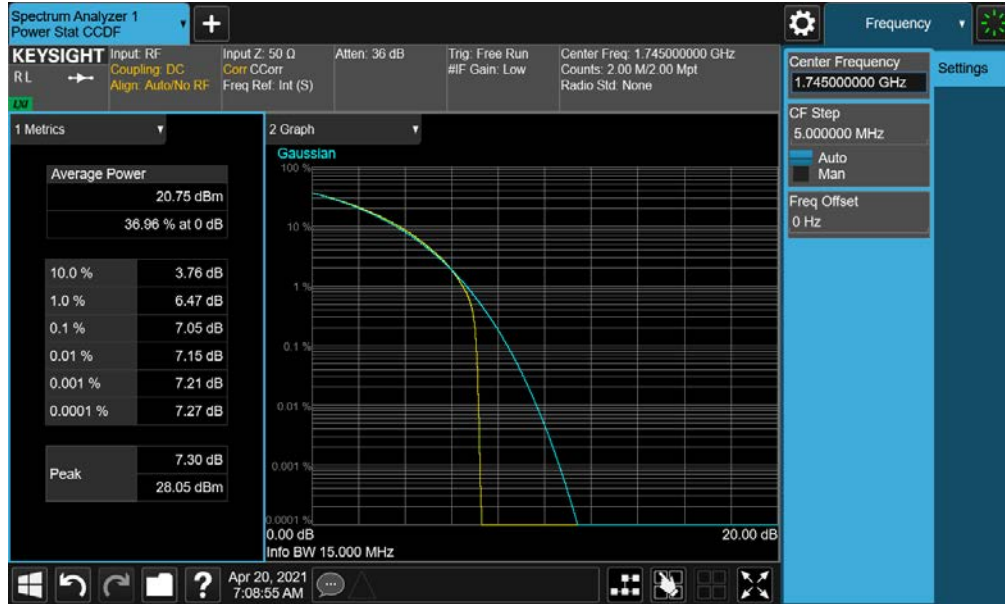 Spectrum Analyzer 1
Power Stat CCDF
+
Frequency
KEYSIGHT
RL
LXI
Input: RF
Coupling: DC
Align: Auto/No RF
Input Z: 50 Ω
Corr CCorr
Freq Ref: Int (S)
Atten: 36 dB
Trig: Free Run
#IF Gain: Low
Center Freq: 1.745000000 GHz
Counts: 2.00 M/2.00 Mpt
Radio Std: None
Center Frequency
1.745000000 GHz
Settings
CF Step
5.000000 MHz
Auto
Man
Freq Offset
0 Hz
1 Metrics
Average Power
20.75 dBm
36.96 % at 0 dB
10.0 % 3.76 dB
1.0 % 6.47 dB
0.1 % 7.05 dB
0.01 % 7.15 dB
0.001 % 7.21 dB
0.0001 % 7.27 dB
Peak 7.30 dB
28.05 dBm
2 Graph
Gaussian
100 %
10 %
1 %
0.1 %
0.01 %
0.001 %
0.0001 %
0.00 dB 20.00 dB
Info BW 15.000 MHz
?
Apr 20, 2021
7:08:55 AM